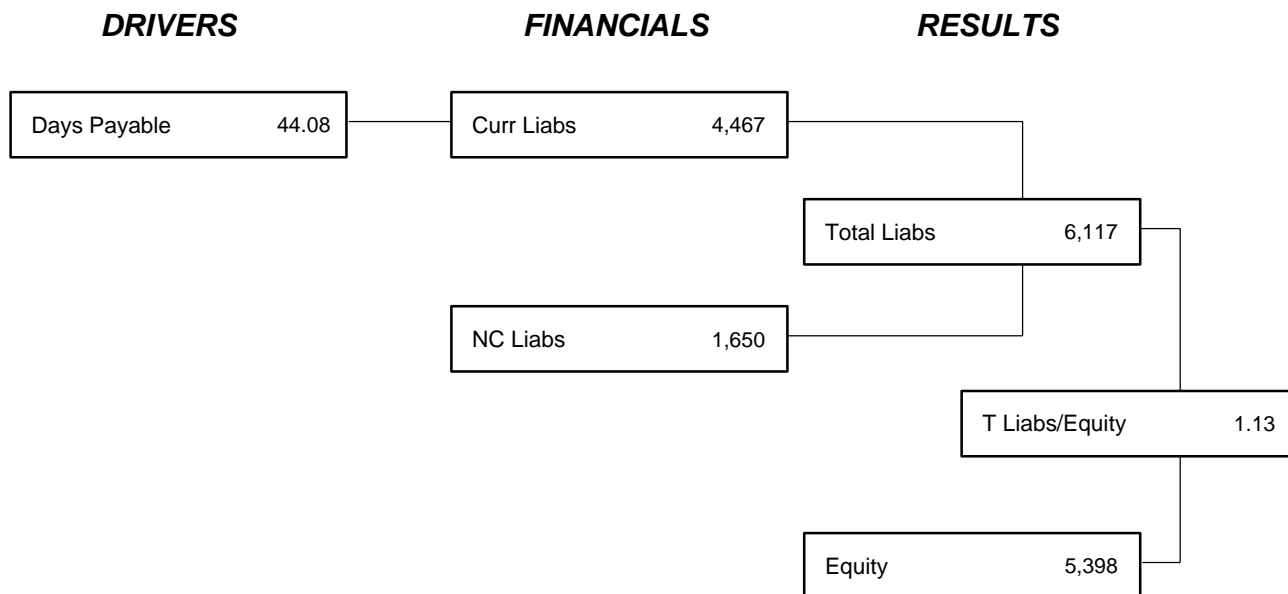 DRIVERS FINANCIALS RESULTS
Days Payable 44.08 Curr Liabs 4,467
Total Liabs 6,117
NC Liabs 1,650
T Liabs/Equity 1.13
Equity 5,398